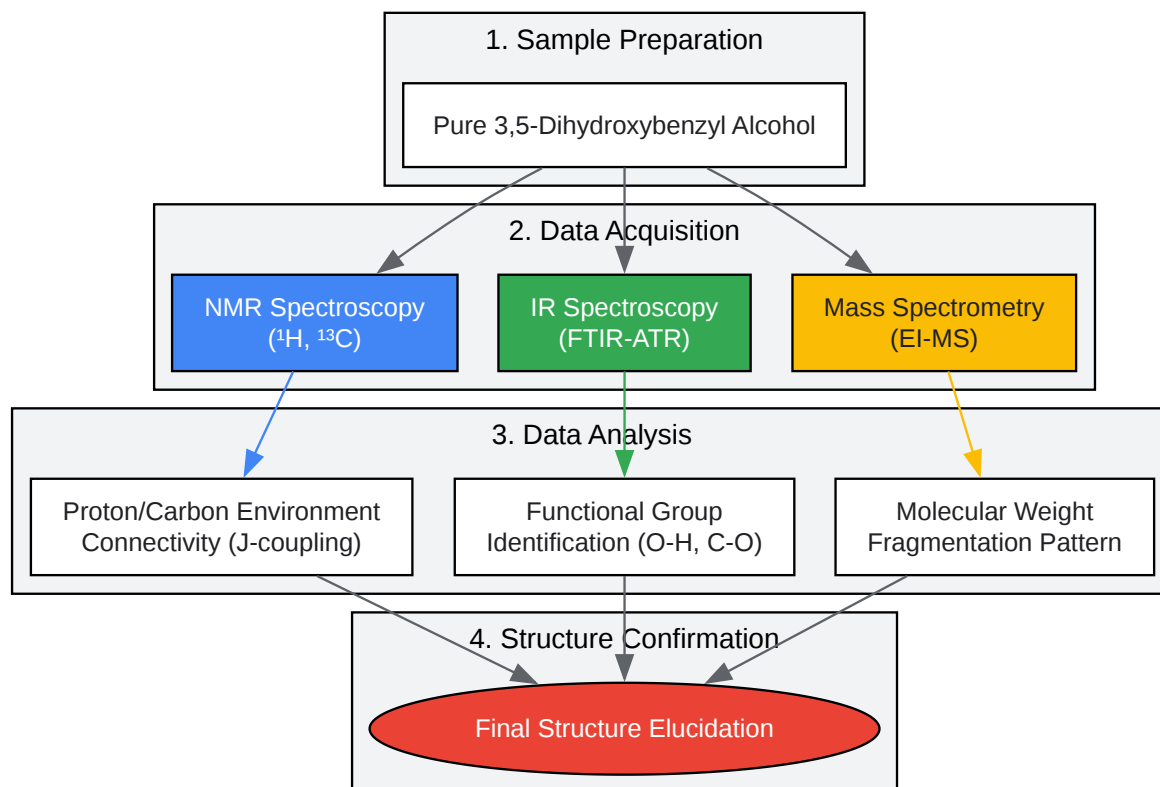 1. Sample Preparation
Pure 3,5-Dihydroxybenzyl Alcohol
2. Data Acquisition
NMR Spectroscopy
(¹H, ¹³C)
IR Spectroscopy
(FTIR-ATR)
Mass Spectrometry
(EI-MS)
3. Data Analysis
Proton/Carbon Environment
Connectivity (J-coupling)
Functional Group
Identification (O-H, C-O)
Molecular Weight
Fragmentation Pattern
4. Structure Confirmation
Final Structure Elucidation